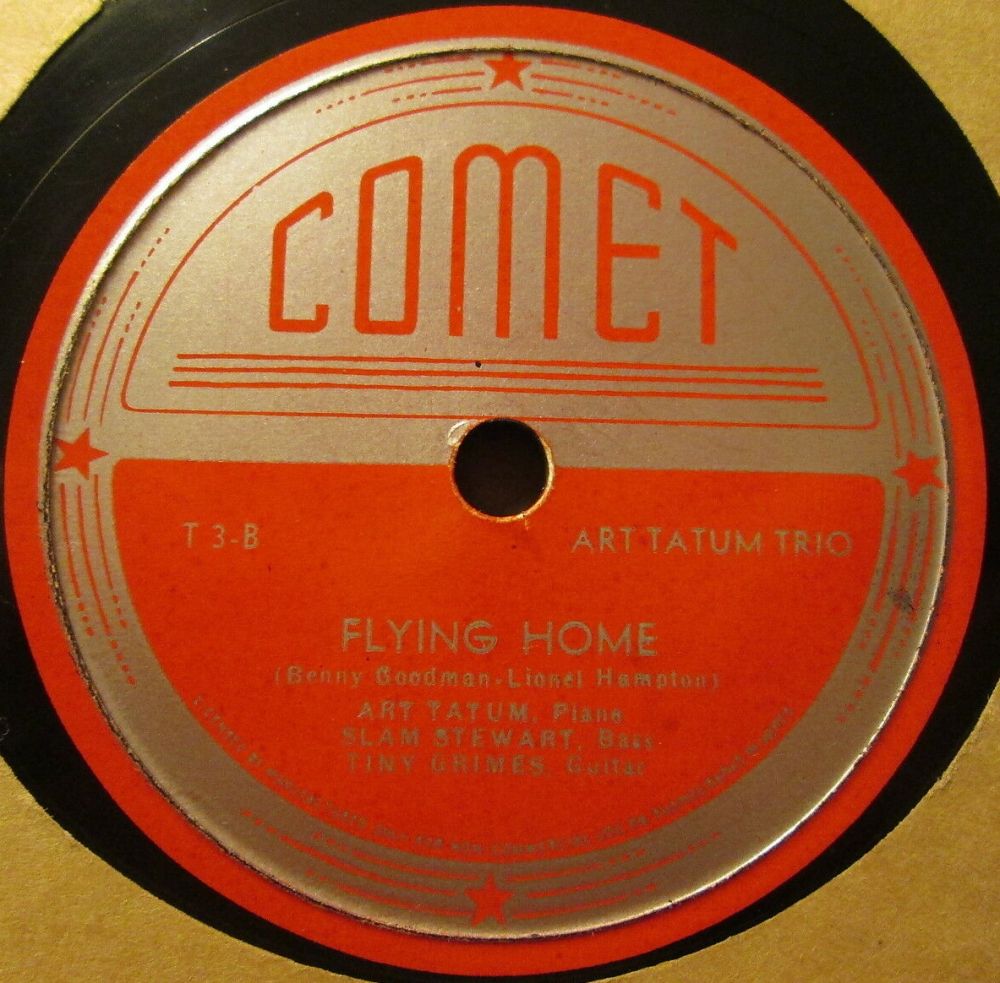 COMET
T 3-B
ART TATUM TRIO
FLYING HOME
(Benny Goodman-Lionel Hampton)
ART TATUM, Piano
SLAM STEWART, Bass
TINY GRIMES, Guitar